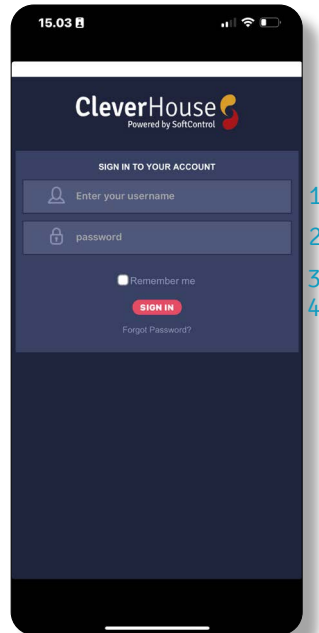 15.03
CleverHouse
Powered by SoftControl
SIGN IN TO YOUR ACCOUNT
Enter your username
1
password
2
Remember me
3
SIGN IN
4
Forgot Password?